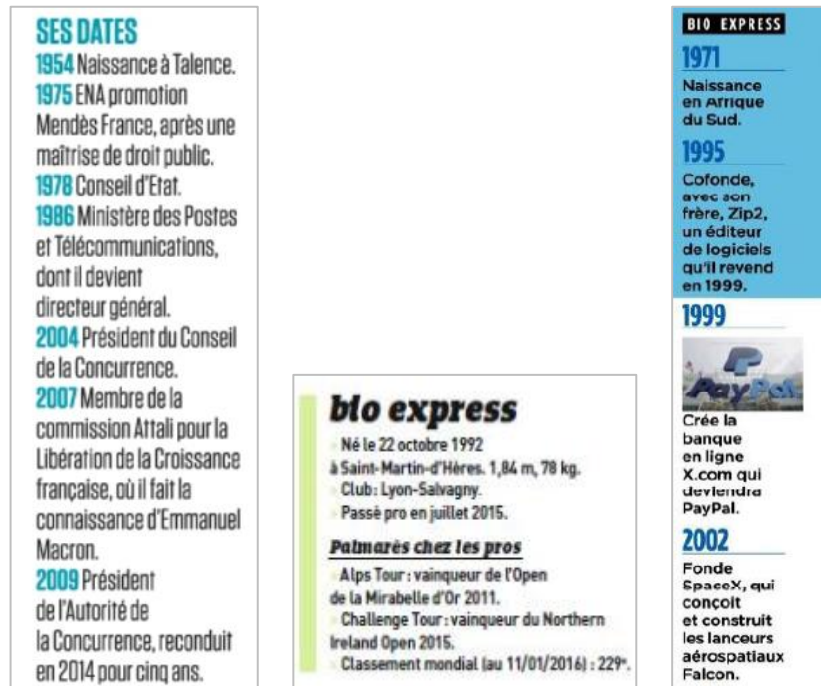 SES DATES
1954 Naissance à Talence.
1975 ENA promotion
Mendès France, après une
maîtrise de droit public.
1978 Conseil d'Etat.
1986 Ministère des Postes
et Télécommunications,
dont il devient
directeur général.
2004 Président du Conseil
de la Concurrence.
2007 Membre de la
commission Attali pour la
Libération de la Croissance
française, où il fait la
connaissance d'Emmanuel
Macron.
2009 Président
de l'Autorité de
la Concurrence, reconduit
en 2014 pour cinq ans.
bio express
Né le 22 octobre 1992
à Saint-Martin-d'Hères. 1,84 m, 78 kg.
Club : Lyon-Salvagny.
Passé pro en juillet 2015.
Palmarès chez les pros
Alps Tour : vainqueur de l'Open
de la Mirabelle d'Or 2011.
Challenge Tour : vainqueur du Northern
Ireland Open 2015.
Classement mondial (au 11/01/2016) : 229e.
BIO EXPRESS
1971
Naissance
en Afrique
du Sud.
1995
Cofonde,
avec son
frère, Zip2,
un éditeur
de logiciels
qu'il revend
en 1999.
1999
PayPal
Crée la
banque
en ligne
X.com qui
deviendra
PayPal.
2002
Fonde
SpaceX, qui
conçoit
et construit
les lanceurs
aérospatiaux
Falcon.